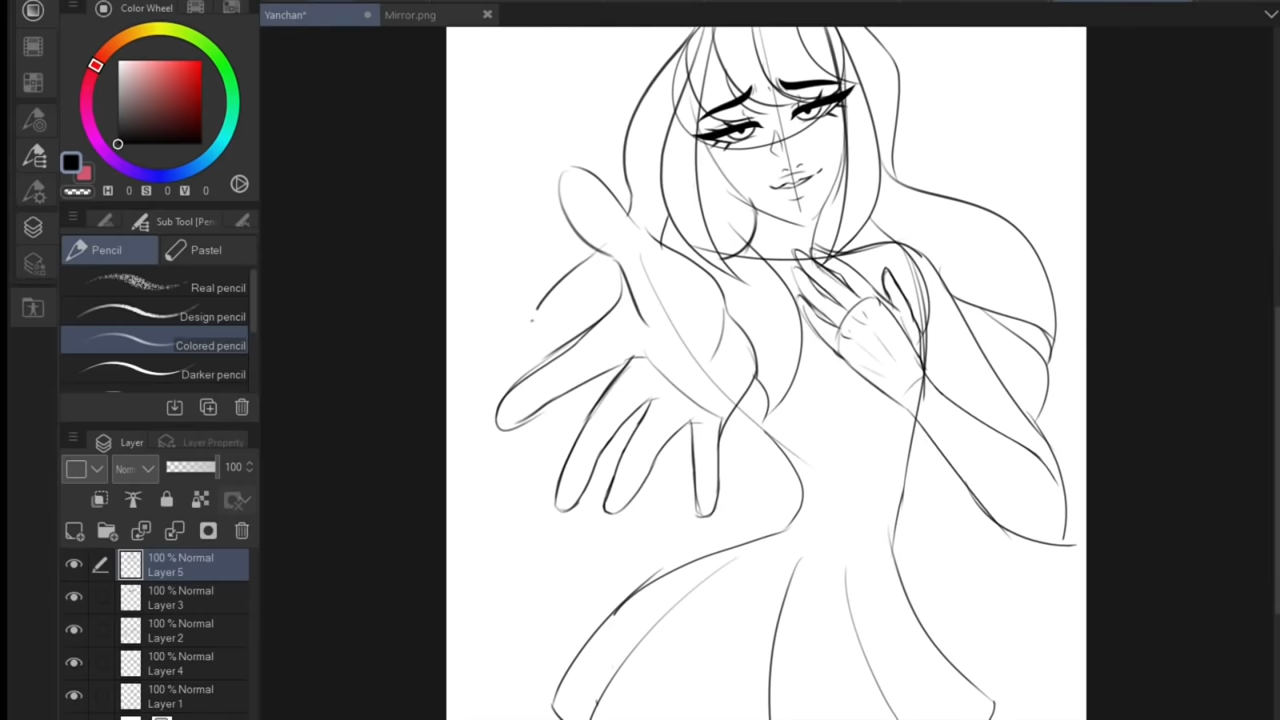 Color Wheel
Yanchan*
Mirror.png
H 0 S 0 V 0
Sub Tool [Pen
Pencil
Pastel
Real pencil
Design pencil
Colored pencil
Darker pencil
Layer
Layer Property
Norn
100
100 % Normal
Layer 5
100 % Normal
Layer 3
100 % Normal
Layer 2
100 % Normal
Layer 4
100 % Normal
Layer 1